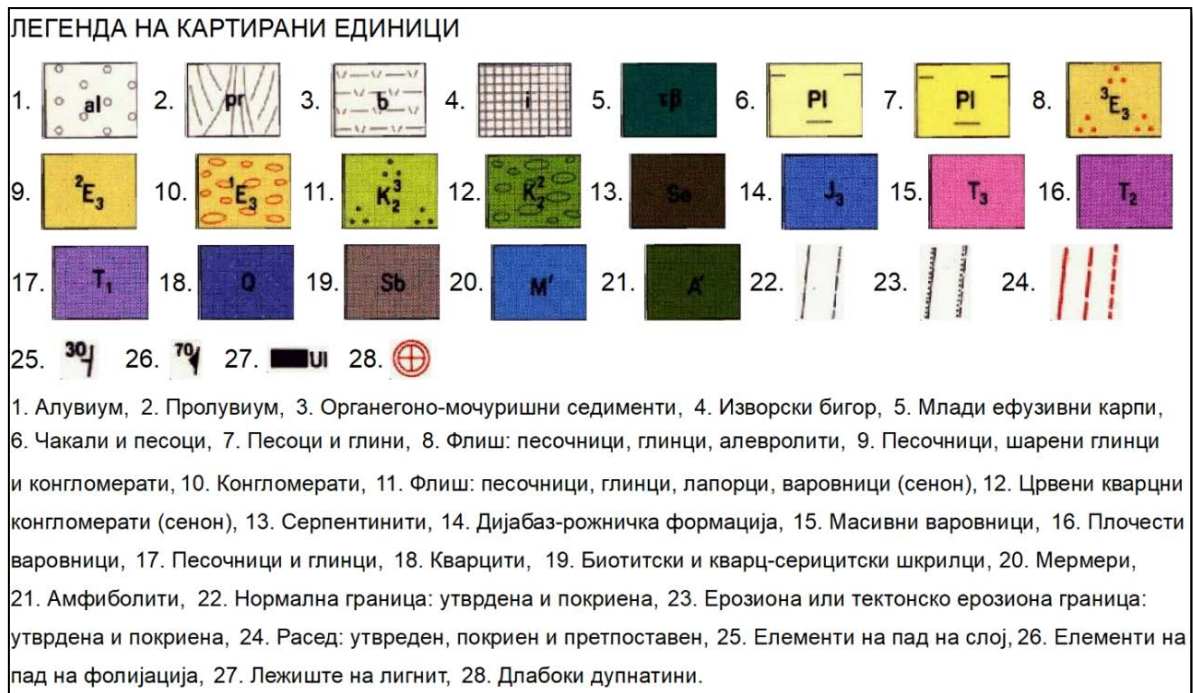 ЛЕГЕНДА НА КАРТИРАНИ ЕДИНИЦИ
1. al 2. pr 3. b 4. i 5. τβ 6. Pl 7. Pl 8. ³E₃
9. ²E₃ 10. ¹E₃ 11. K₂³ 12. K₂² 13. Se 14. J₃ 15. T₃ 16. T₂
17. T₁ 18. Q 19. Sb 20. M' 21. A' 22. 23. 24.
25. 30 26. 70 27. Ul 28.
1. Алувиум, 2. Пролувиум, 3. Органегоно-мочуришни седименти, 4. Изворски бигор, 5. Млади ефузивни карпи,
6. Чакали и песоци, 7. Песоци и глини, 8. Флиш: песочници, глинци, алевролити, 9. Песочници, шарени глинци
и конгломерати, 10. Конгломерати, 11. Флиш: песочници, глинци, лапорци, варовници (сенон), 12. Црвени кварцни
конгломерати (сенон), 13. Серпентинити, 14. Дијабаз-рожничка формација, 15. Масивни варовници, 16. Плочести
варовници, 17. Песочници и глинци, 18. Кварцити, 19. Биотитски и кварц-серицитски шкрилци, 20. Мермери,
21. Амфиболити, 22. Нормална граница: утврдена и покриена, 23. Ерозиона или тектонско ерозиона граница:
утврдена и покриена, 24. Расед: утвреден, покриен и претпоставен, 25. Елементи на пад на слој, 26. Елементи на
пад на фолијација, 27. Лежиште на лигнит, 28. Длабоки дупнатини.